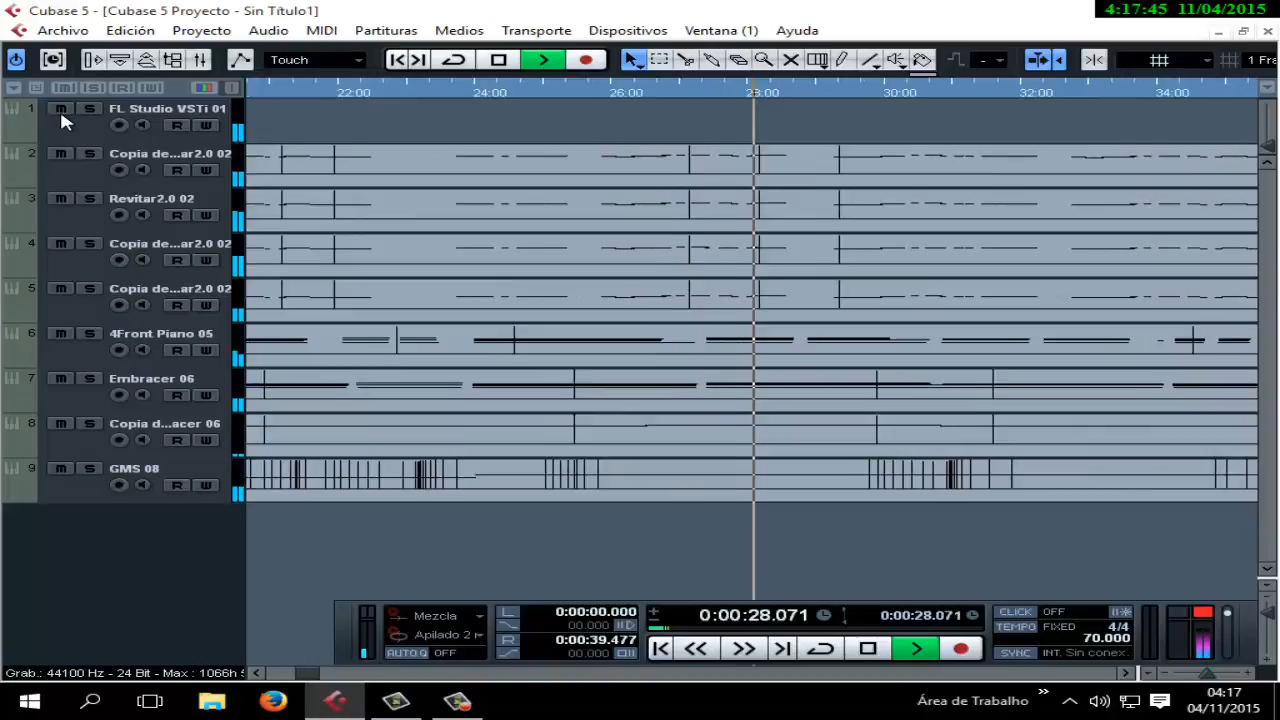 Cubase 5 - [Cubase 5 Proyecto - Sin Título1]
4:17:45 11/04/2015
Archivo Edición Proyecto Audio MIDI Partituras Medios Transporte Dispositivos Ventana (1) Ayuda
Touch
1 Fra
22:00 24:00 26:00 28:00 30:00 32:00 34:00
1 m S FL Studio VSTi 01
R W
2 m S Copia de...ar2.0 02
R W
3 m S Revitar2.0 02
R W
4 m S Copia de...ar2.0 02
R W
5 m S Copia de...ar2.0 02
R W
6 m S 4Front Piano 05
R W
7 m S Embracer 06
R W
8 m S Copia d...acer 06
R W
9 m S GMS 08
R W
Mezcla
Apilado 2
AUTO Q OFF
L 0:00:00.000
00.000
R 0:00:39.477
00.000
0:00:28.071 0:00:28.071
CLICK OFF
TEMPO FIXED 4/4
70.000
SYNC INT. Sin conex.
Grab.: 44100 Hz - 24 Bit - Max : 1066h
Área de Trabalho
04:17
04/11/2015